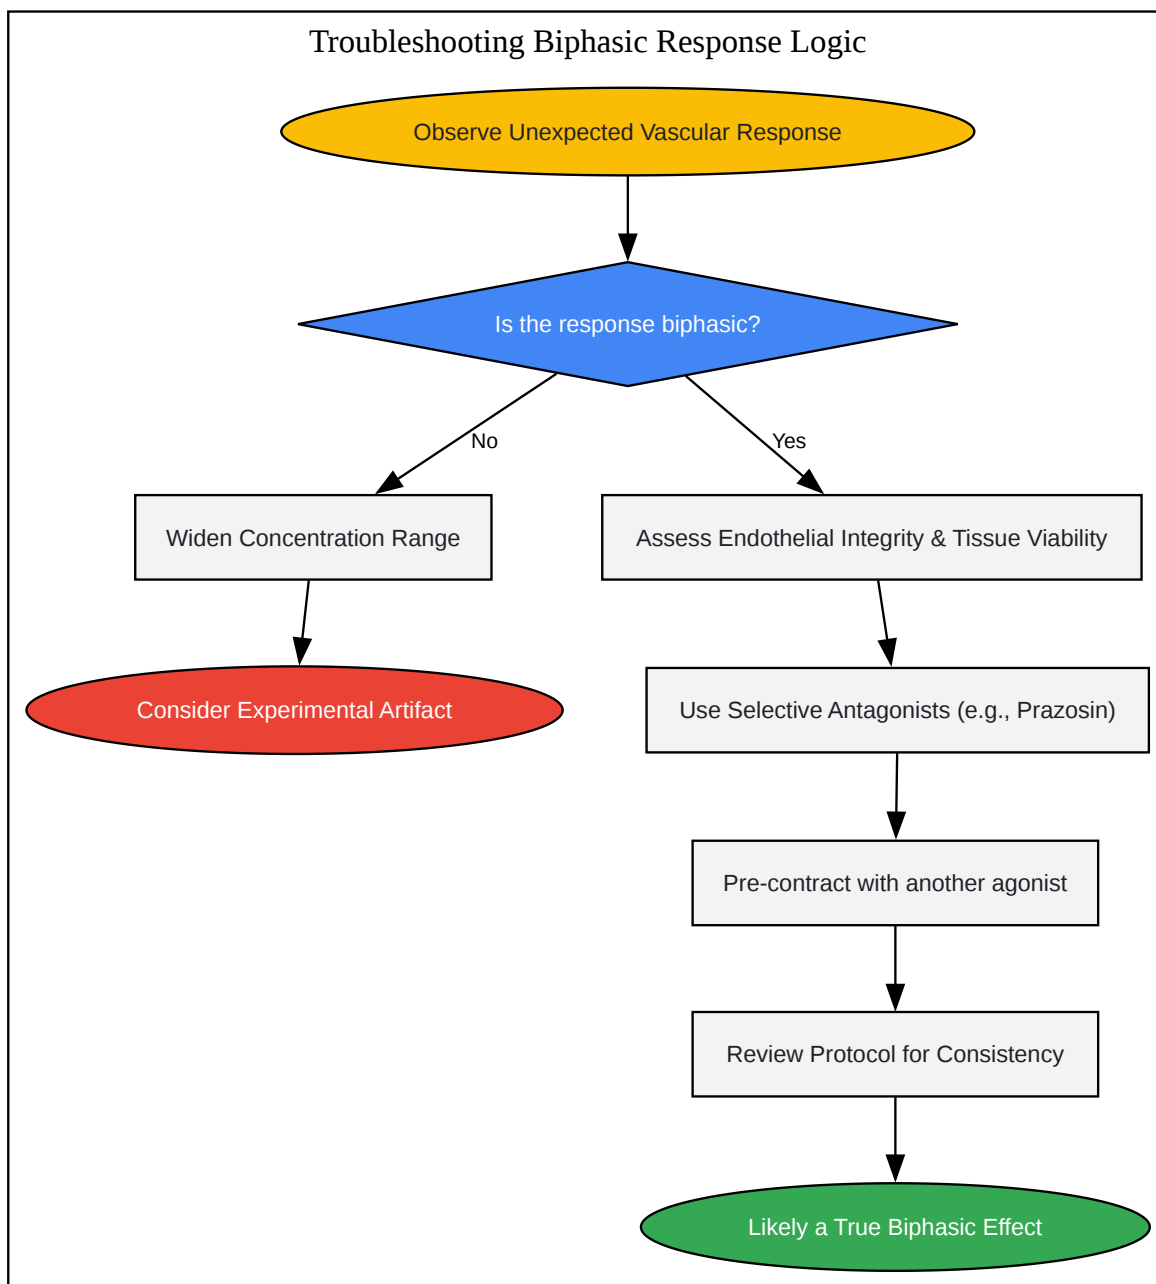 Troubleshooting Biphasic Response Logic
Observe Unexpected Vascular Response
Is the response biphasic?
No
Yes
Widen Concentration Range
Assess Endothelial Integrity & Tissue Viability
Consider Experimental Artifact
Use Selective Antagonists (e.g., Prazosin)
Pre-contract with another agonist
Review Protocol for Consistency
Likely a True Biphasic Effect